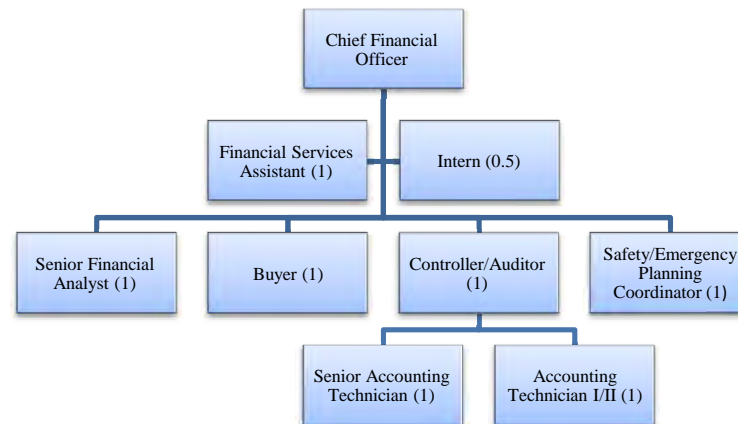 Chief Financial
Officer
Financial Services
Assistant (1)
Intern (0.5)
Senior Financial
Analyst (1)
Buyer (1)
Controller/Auditor
(1)
Safety/Emergency
Planning
Coordinator (1)
Senior Accounting
Technician (1)
Accounting
Technician I/II (1)